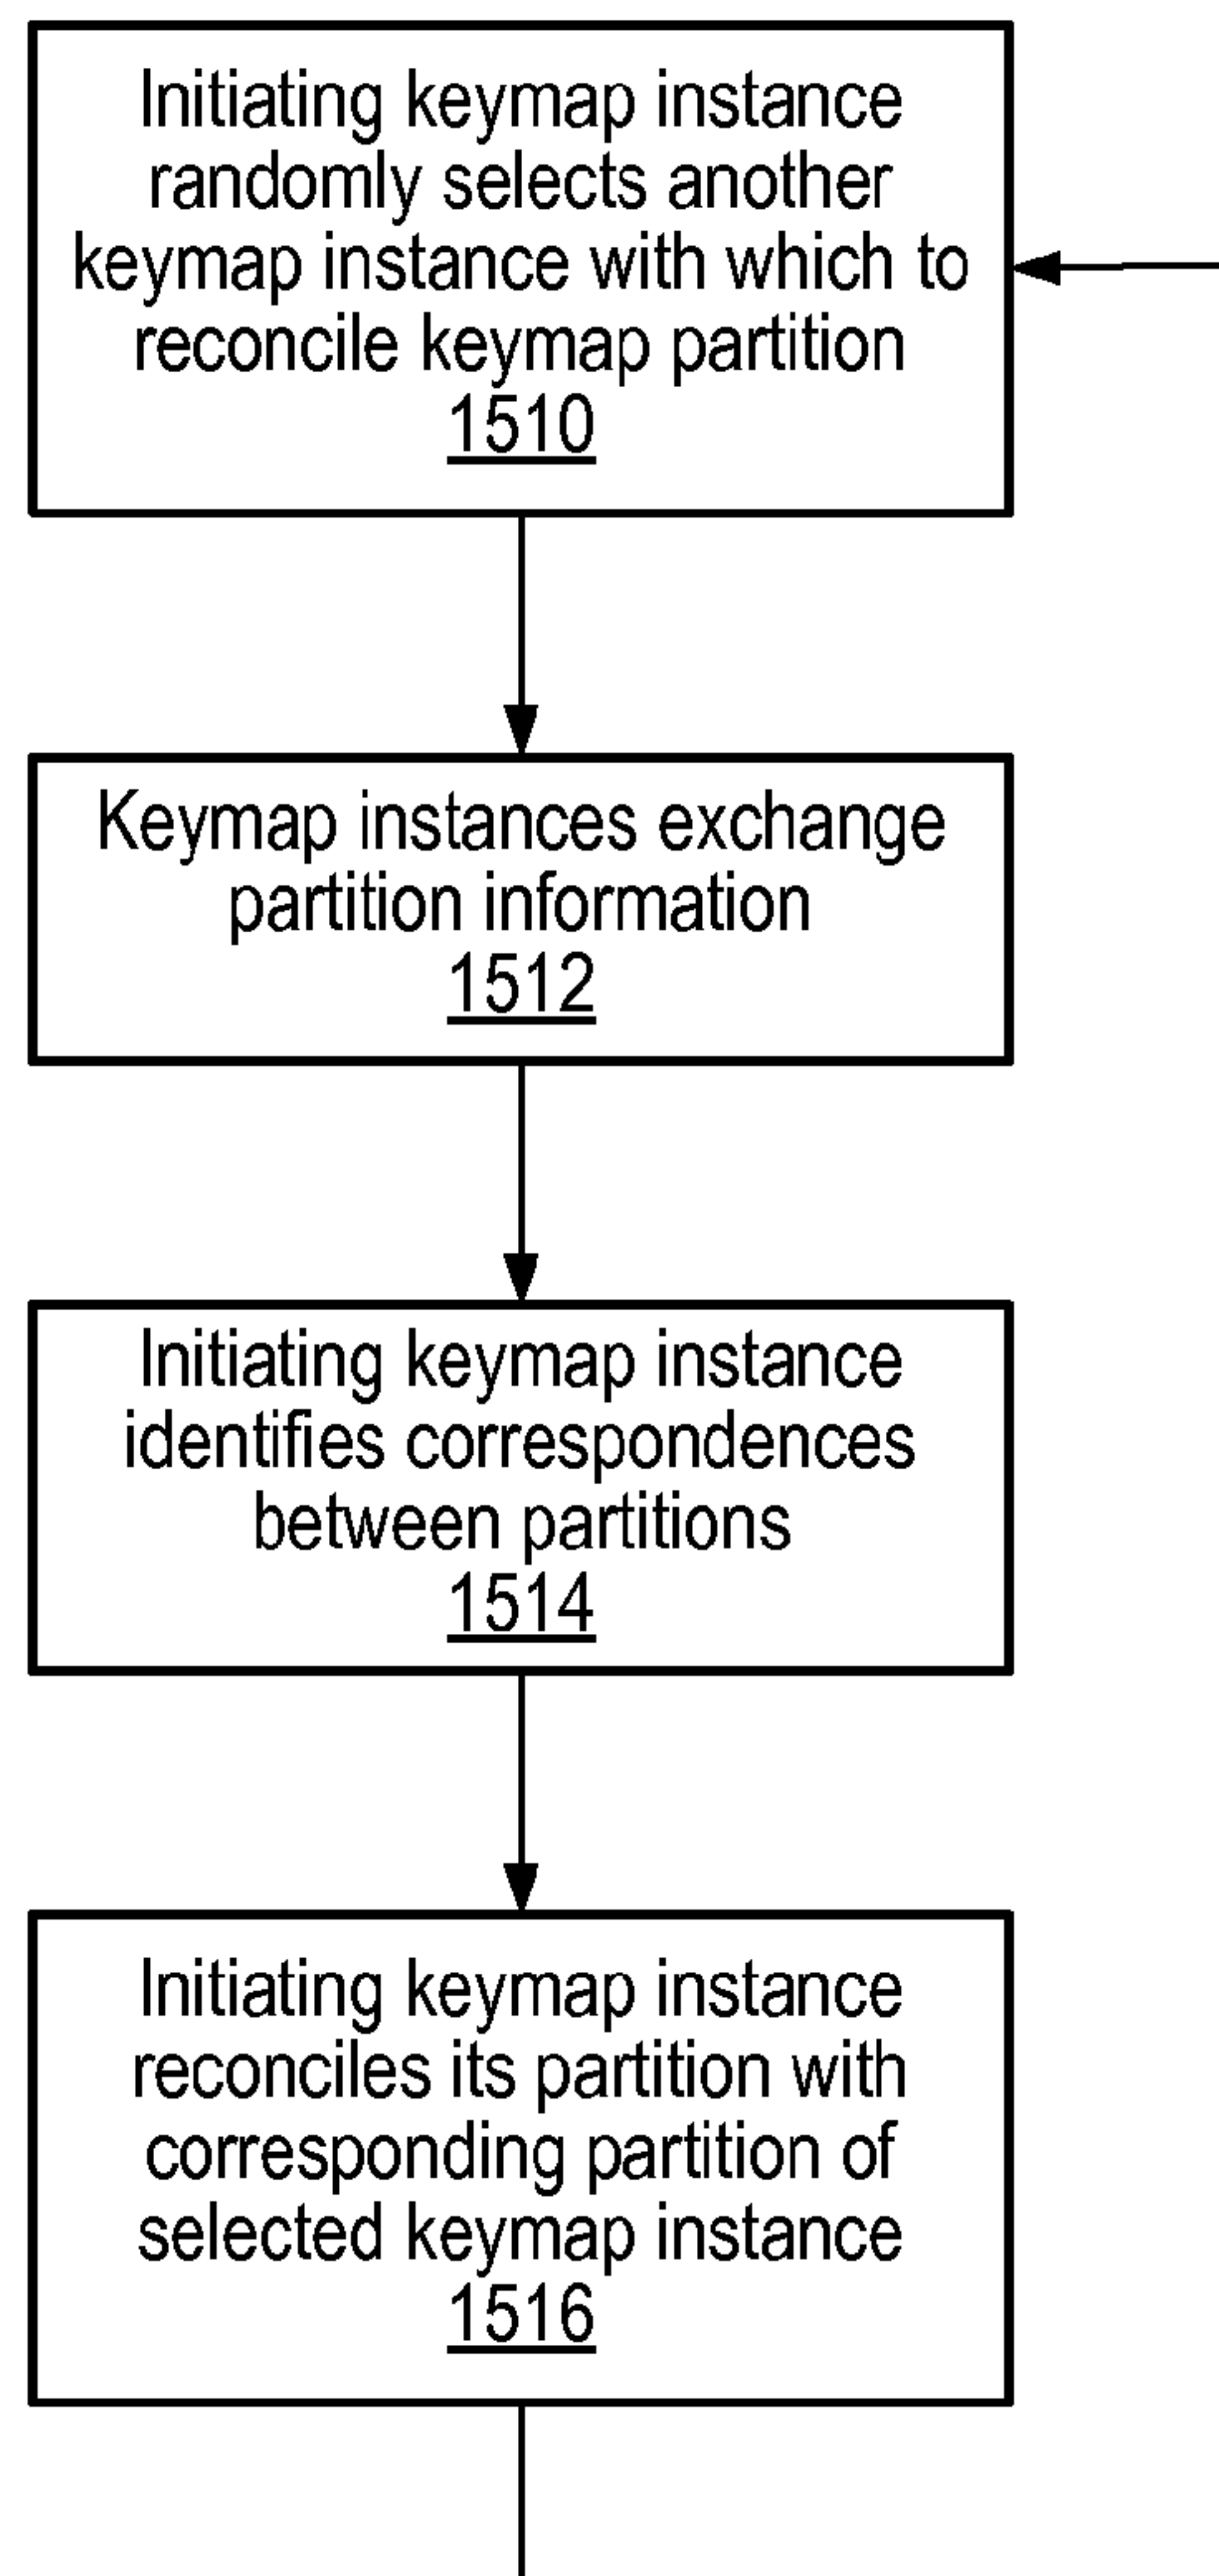 Initiating keymap instance
randomly selects another
keymap instance with which to
reconcile keymap partition
1510
Keymap instances exchange
partition information
1512
Initiating keymap instance
identifies correspondences
between partitions
1514
Initiating keymap instance
reconciles its partition with
corresponding partition of
selected keymap instance
1516